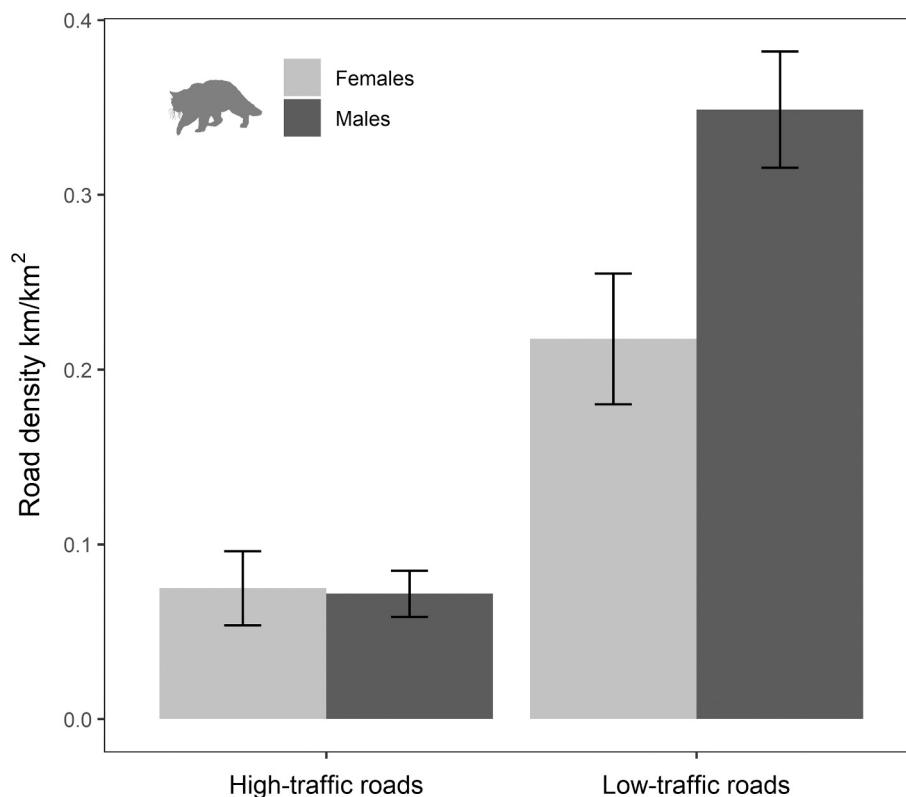 0.4
Females
Males
0.3
0.2
0.1
0.0
Road density km/km²
High-traffic roads
Low-traffic roads